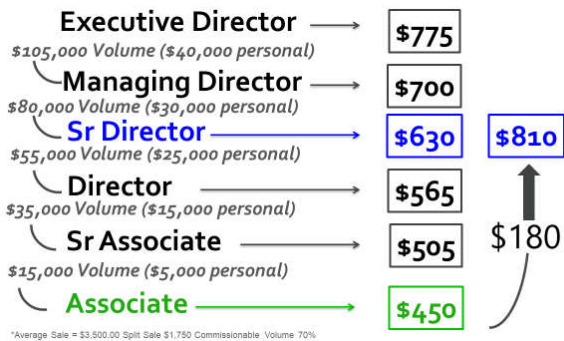 Executive Director $775
$105,000 Volume ($40,000 personal)
Managing Director $700
$80,000 Volume ($30,000 personal)
Sr Director $630 $810
$55,000 Volume ($25,000 personal)
Director $565
$35,000 Volume ($15,000 personal)
Sr Associate $505 $180
$15,000 Volume ($5,000 personal)
Associate $450
*Average Sale = $3,500.00 Split Sale $1,750 Commissionable Volume 70%